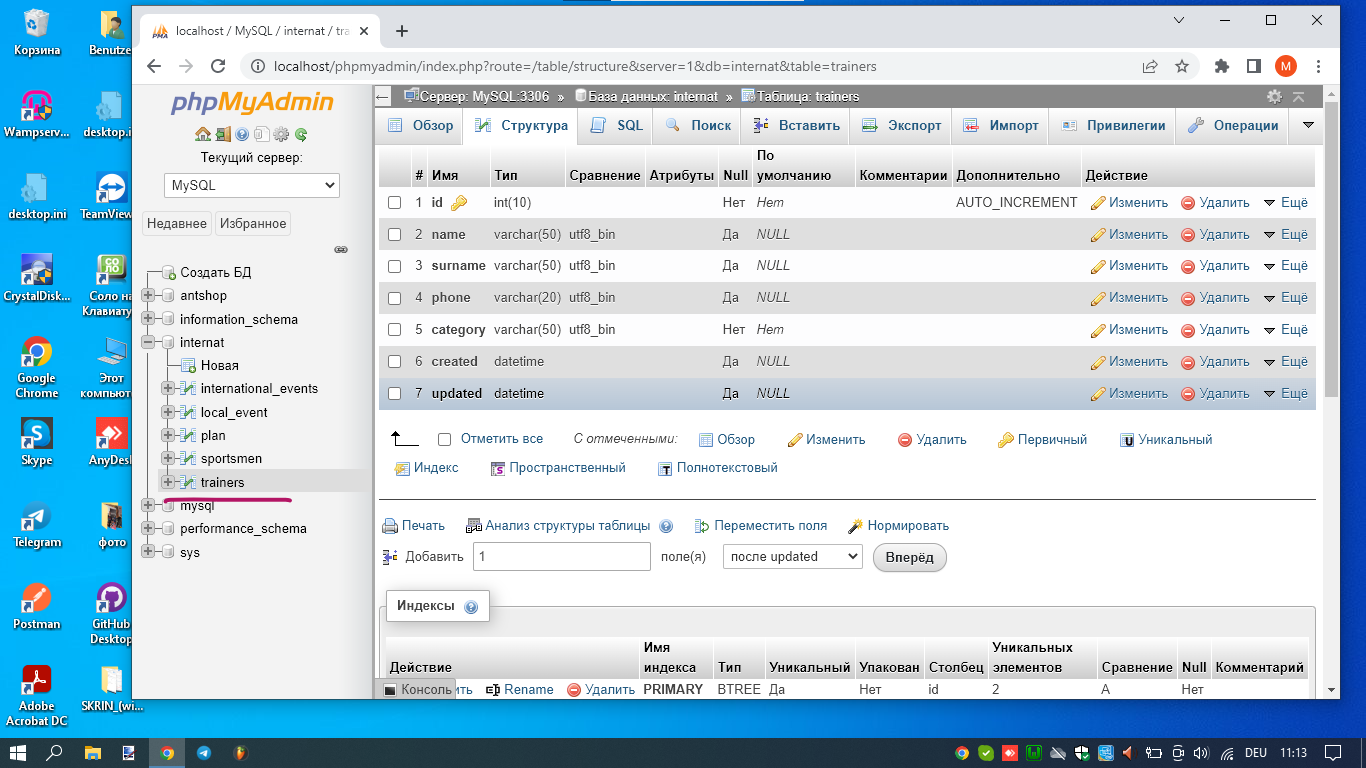 Корзина
Benutze
Wampserv...
desktop.i
desktop.ini
TeamView
CrystalDisk...
Соло на
Клавиату
Google
Chrome
Этот
компьют
Skype
AnyDesk
Telegram
фото
Postman
GitHub
Desktop
Adobe
Acrobat DC
SKRIN_(wi...
localhost / MySQL / internat / tra
localhost/phpmyadmin/index.php?route=/table/structure&server=1&db=internat&table=trainers
M
phpMyAdmin
Текущий сервер:
MySQL
Недавнее Избранное
Создать БД
antshop
information_schema
internat
Новая
international_events
local_event
plan
sportsmen
trainers
mysql
performance_schema
sys
Сервер: MySQL:3306 » База данных: internat » Таблица: trainers
Обзор Структура SQL Поиск Вставить Экспорт Импорт Привилегии Операции
# Имя Тип Сравнение Атрибуты Null По умолчанию Комментарии Дополнительно Действие
1 id int(10) Нет Нет AUTO_INCREMENT Изменить Удалить Ещё
2 name varchar(50) utf8_bin Да NULL Изменить Удалить Ещё
3 surname varchar(50) utf8_bin Да NULL Изменить Удалить Ещё
4 phone varchar(20) utf8_bin Да NULL Изменить Удалить Ещё
5 category varchar(50) utf8_bin Нет Нет Изменить Удалить Ещё
6 created datetime Да NULL Изменить Удалить Ещё
7 updated datetime Да NULL Изменить Удалить Ещё
Отметить все С отмеченными: Обзор Изменить Удалить Первичный Уникальный
Индекс Пространственный Полнотекстовый
Печать Анализ структуры таблицы Переместить поля Нормировать
Добавить 1 поле(я) после updated Вперёд
Индексы
Действие Имя индекса Тип Уникальный Упакован Столбец Уникальных элементов Сравнение Null Комментарий
Консоль ить Rename Удалить PRIMARY BTREE Да Нет id 2 A Нет
DEU 11:13